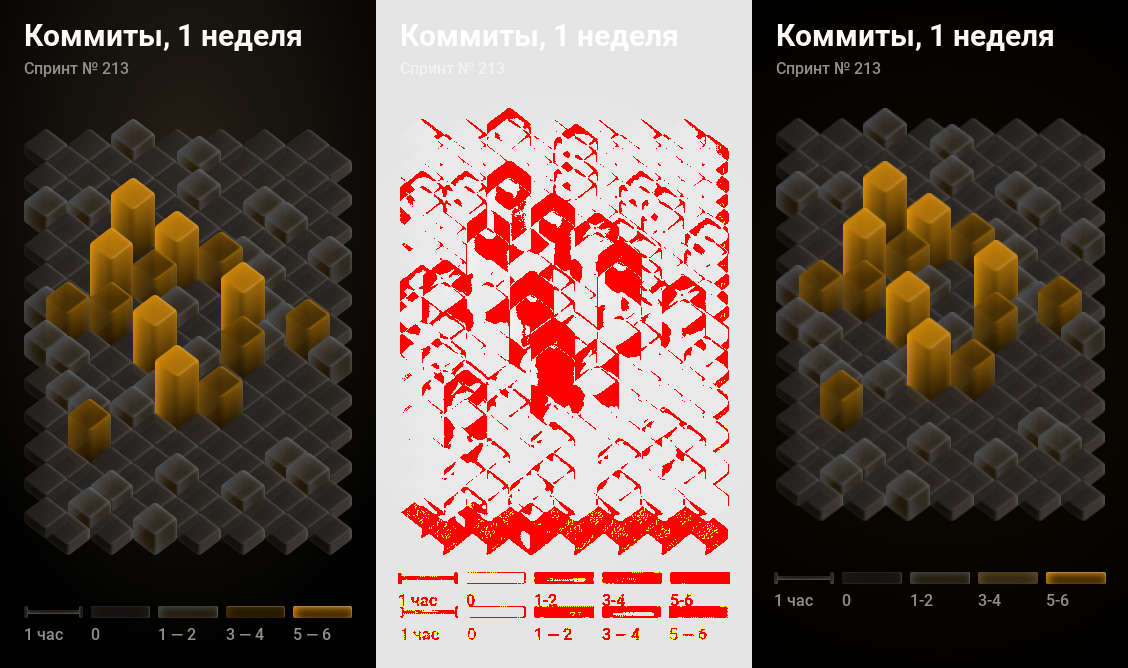 Коммиты, 1 неделя
Спринт № 213
1 час 0 1 – 2 3 – 4 5 – 6
Коммиты, 1 неделя
Спринт № 213
1 час 0 1-2 3-4 5-6
1 час 0 1 – 2 3 – 4 5 – 6
Коммиты, 1 неделя
Спринт № 213
1 час 0 1-2 3-4 5-6